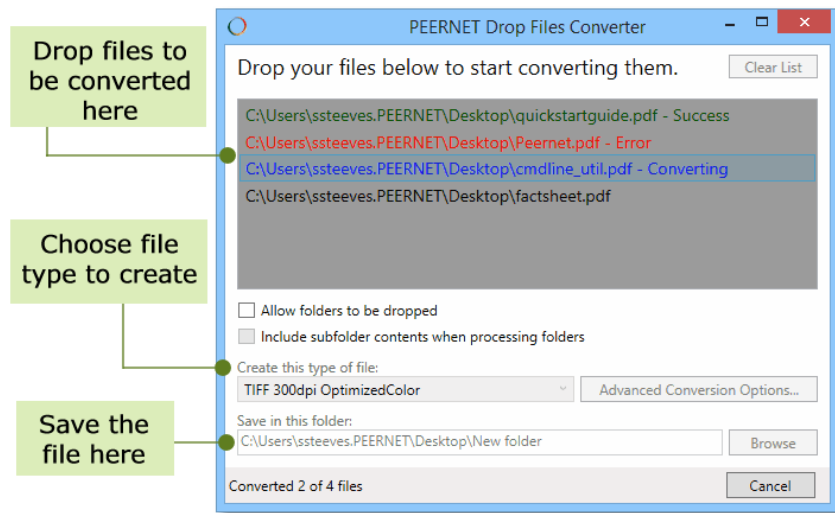 PEERNET Drop Files Converter
Drop files to
be converted
here
Drop your files below to start converting them.
Clear List
C:\Users\ssteeves.PEERNET\Desktop\quickstartguide.pdf - Success
C:\Users\ssteeves.PEERNET\Desktop\Peernet.pdf - Error
C:\Users\ssteeves.PEERNET\Desktop\cmdline_util.pdf - Converting
C:\Users\ssteeves.PEERNET\Desktop\factsheet.pdf
Choose file
type to create
Allow folders to be dropped
Include subfolder contents when processing folders
Create this type of file:
TIFF 300dpi OptimizedColor
Advanced Conversion Options...
Save the
file here
Save in this folder:
C:\Users\ssteeves.PEERNET\Desktop\New folder
Browse
Converted 2 of 4 files
Cancel